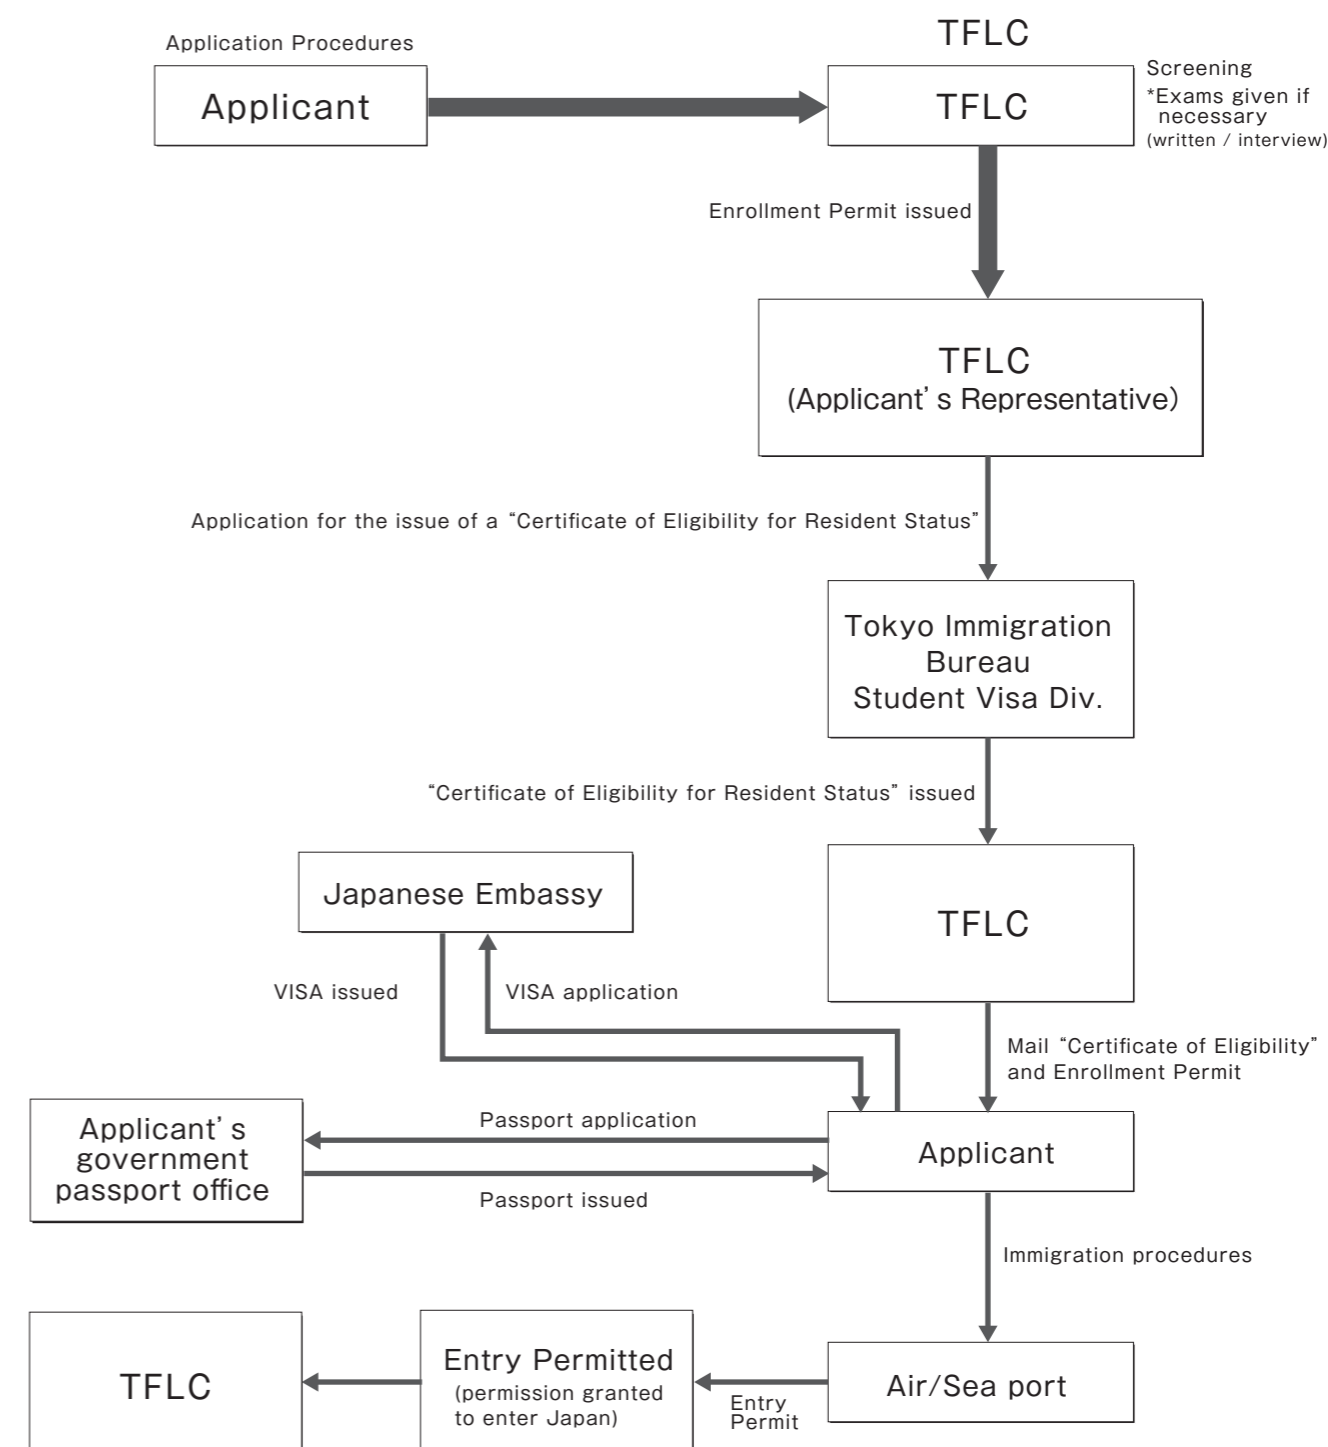 TFLC
Application Procedures
Applicant
TFLC
Screening
*Exams given if
necessary
(written / interview)
Enrollment Permit issued
TFLC
(Applicant’s Representative)
Application for the issue of a “Certificate of Eligibility for Resident Status”
Tokyo Immigration
Bureau
Student Visa Div.
“Certificate of Eligibility for Resident Status” issued
Japanese Embassy
TFLC
VISA issued
VISA application
Mail “Certificate of Eligibility”
and Enrollment Permit
Applicant’s
government
passport office
Passport application
Passport issued
Applicant
Immigration procedures
TFLC
Entry Permitted
(permission granted
to enter Japan)
Entry
Permit
Air/Sea port